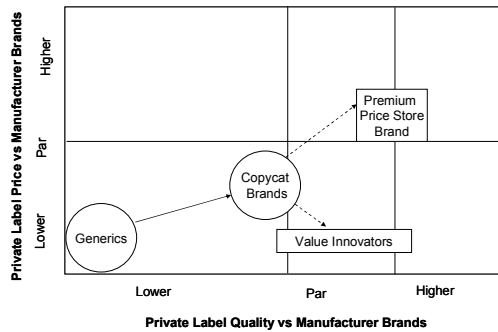 Private Label Price vs Manufacturer Brands
Higher
Par
Lower
Premium
Price Store
Brand
Copycat
Brands
Generics
Value Innovators
Lower
Par
Higher
Private Label Quality vs Manufacturer Brands